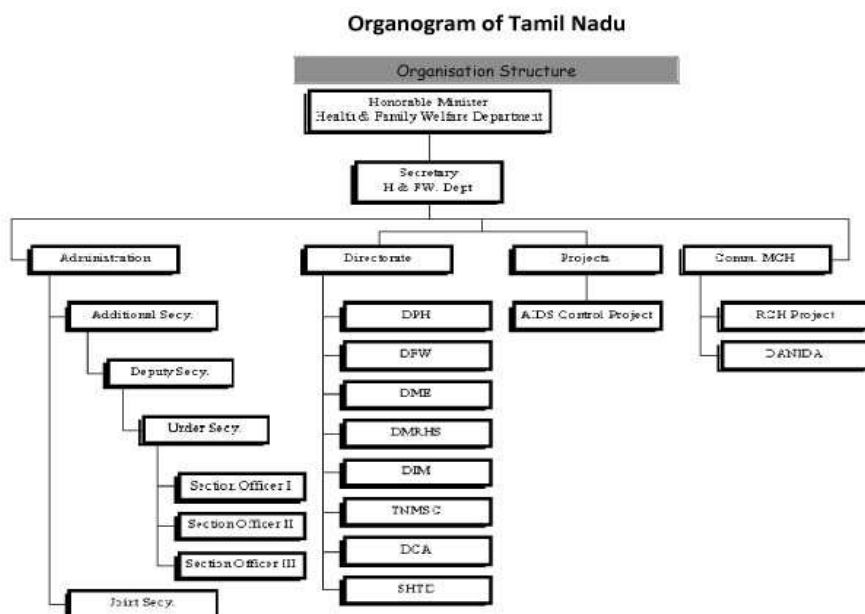 Organogram of Tamil Nadu
Organisation Structure
Honorable Minister
Health & Family Welfare Department
Secretary
H & FW. Dept
Administration
Directorate
Projects
Comm. MCH
Additional Secy.
DPH
AIDS Control Project
RCH Project
Deputy Secy.
DFW
DANIDA
DME
Under Secy.
DMRHS
Section Officer I
DIM
Section Officer II
TNMSC
Section Officer III
DCA
Joint Secy.